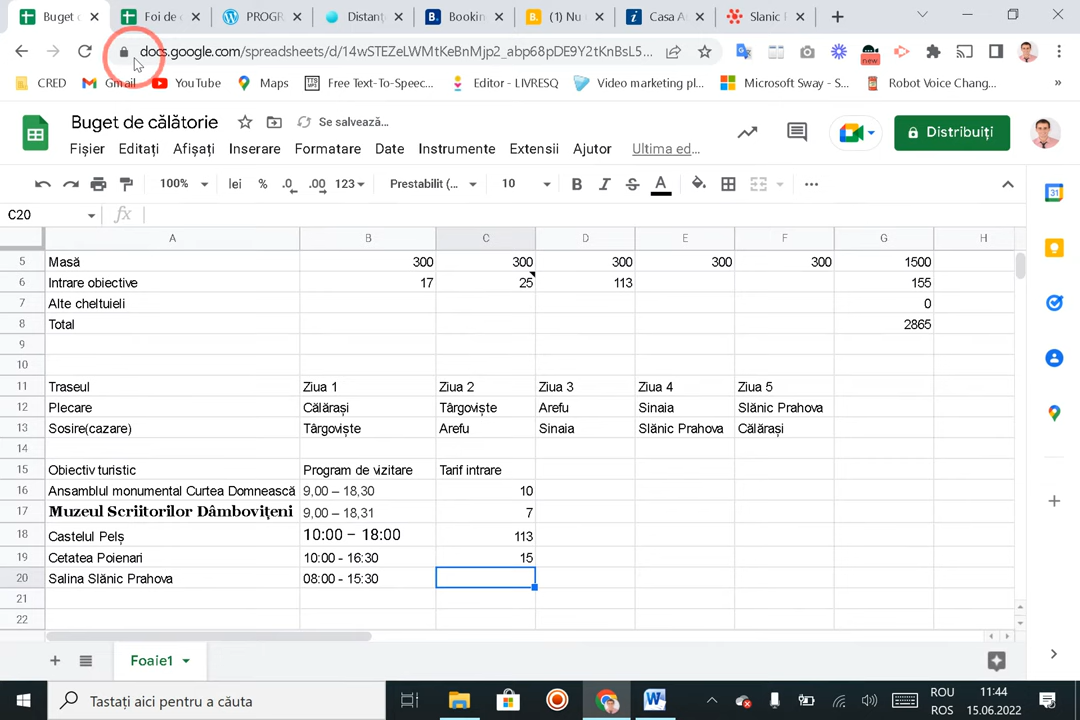 Buget c
Foi de c
PROGR
Distan
Bookin
(1) Nu
Casa A
Slanic I
docs.google.com/spreadsheets/d/14wSTEZeLWMtKeBnMjp2_abp68pDE9Y2tKnBsL5...
new
CRED
Gmail
YouTube
Maps
Free Text-To-Speec...
Editor - LIVRESQ
Video marketing pl...
Microsoft Sway - S...
Robot Voice Chang...
»
Buget de călătorie
Se salvează...
Fișier Editați Afișați Inserare Formatare Date Instrumente Extensii Ajutor Ultima ed...
Distribuiți
100% lei % .0 .00 123 Prestabilit (... 10 B I S A
31
C20 fx
A B C D E F G H
5 Masă 300 300 300 300 300 1500
6 Intrare obiective 17 25 113 155
7 Alte cheltuieli 0
8 Total 2865
9
10
11 Traseul Ziua 1 Ziua 2 Ziua 3 Ziua 4 Ziua 5
12 Plecare Călărași Târgoviște Arefu Sinaia Slănic Prahova
13 Sosire(cazare) Târgoviște Arefu Sinaia Slănic Prahova Călărași
14
15 Obiectiv turistic Program de vizitare Tarif intrare
16 Ansamblul monumental Curtea Domnească 9,00 – 18,30 10
17 Muzeul Scriitorilor Dâmbovițeni 9,00 – 18,31 7
18 Castelul Pelș 10:00 – 18:00 113
19 Cetatea Poienari 10:00 - 16:30 15
20 Salina Slănic Prahova 08:00 - 15:30
21
22
Foaie1
Tastați aici pentru a căuta
ROU 11:44
ROS 15.06.2022